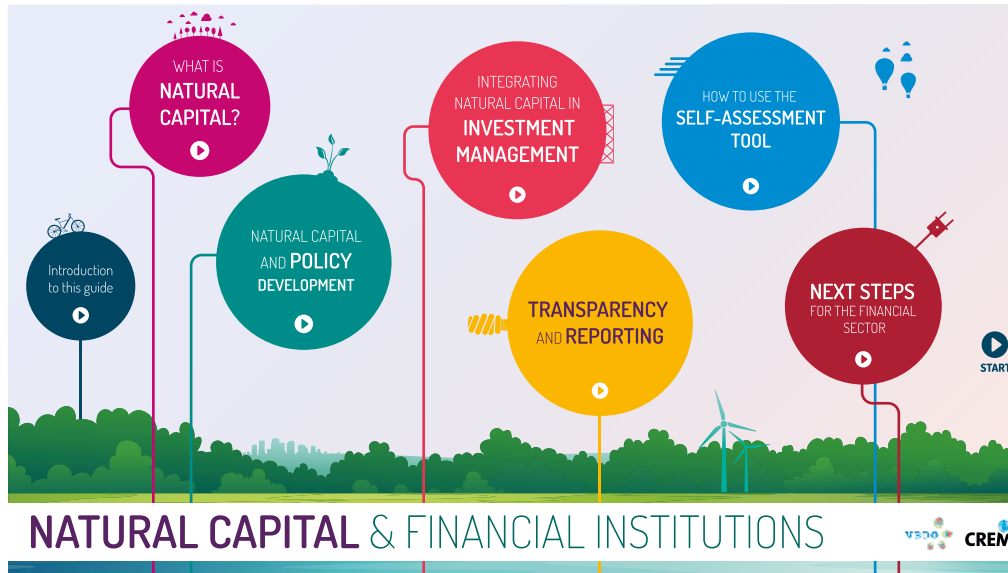 WHAT IS
NATURAL
CAPITAL?
INTEGRATING
NATURAL CAPITAL IN
INVESTMENT
MANAGEMENT
HOW TO USE THE
SELF-ASSESSMENT
TOOL
Introduction
to this guide
NATURAL CAPITAL
AND POLICY
DEVELOPMENT
TRANSPARENCY
AND REPORTING
NEXT STEPS
FOR THE FINANCIAL
SECTOR
START
NATURAL CAPITAL & FINANCIAL INSTITUTIONS
CREM